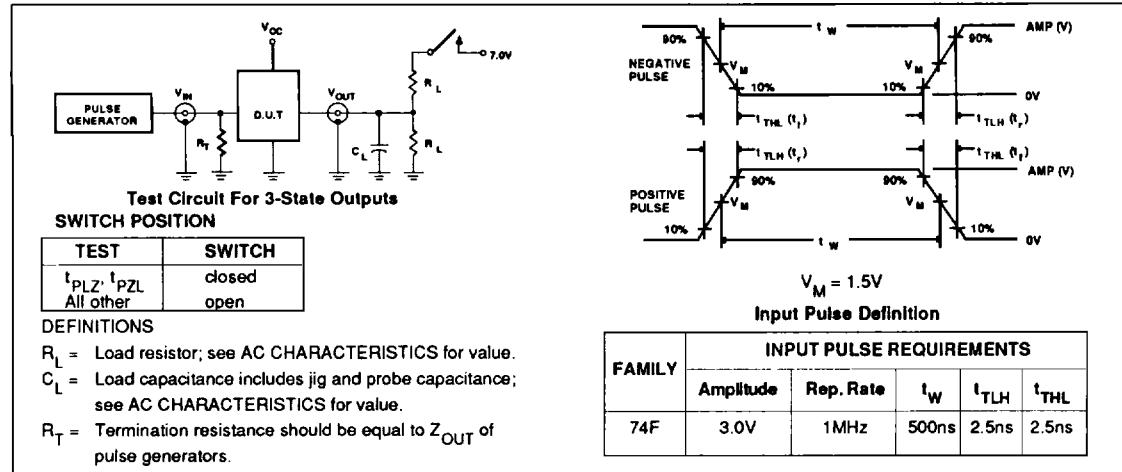 VCC
7.0V
RL
VIN
VOUT
PULSE GENERATOR
D.U.T
RT
CL
RL
Test Circuit For 3-State Outputs
SWITCH POSITION
TEST SWITCH
tPLZ, tPZL closed
All other open
DEFINITIONS
RL = Load resistor; see AC CHARACTERISTICS for value.
CL = Load capacitance includes jig and probe capacitance;
see AC CHARACTERISTICS for value.
RT = Termination resistance should be equal to ZOUT of
pulse generators.
90% tW 90% AMP (V)
NEGATIVE PULSE
VM VM
10% 10%
0V
tTHL (tf) tTLH (tr)
tTLH (tr) tTHL (tf)
90% 90% AMP (V)
POSITIVE PULSE
VM VM
10% tW 10% 0V
VM = 1.5V
Input Pulse Definition
FAMILY INPUT PULSE REQUIREMENTS
Amplitude Rep. Rate tW tTLH tTHL
74F 3.0V 1MHz 500ns 2.5ns 2.5ns